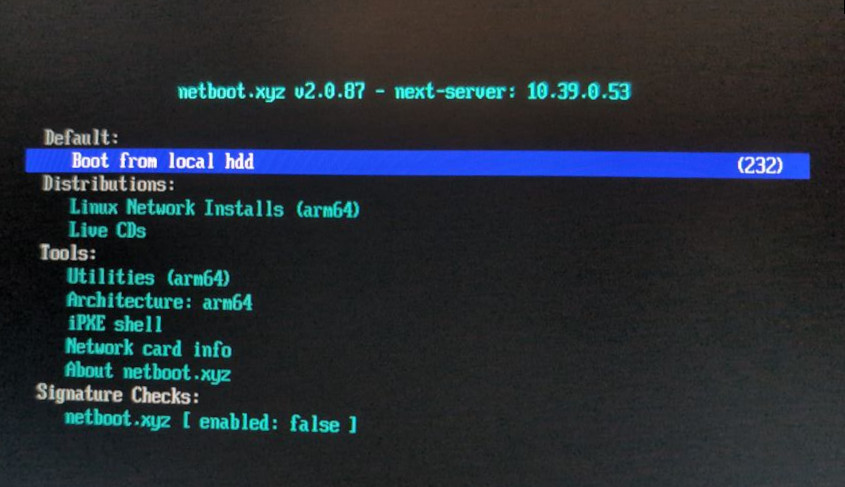 netboot.xyz v2.0.87 - next-server: 10.39.0.53
Default:
Boot from local hdd (232)
Distributions:
Linux Network Installs (arm64)
Live CDs
Tools:
Utilities (arm64)
Architecture: arm64
iPXE shell
Network card info
About netboot.xyz
Signature Checks:
netboot.xyz [ enabled: false ]